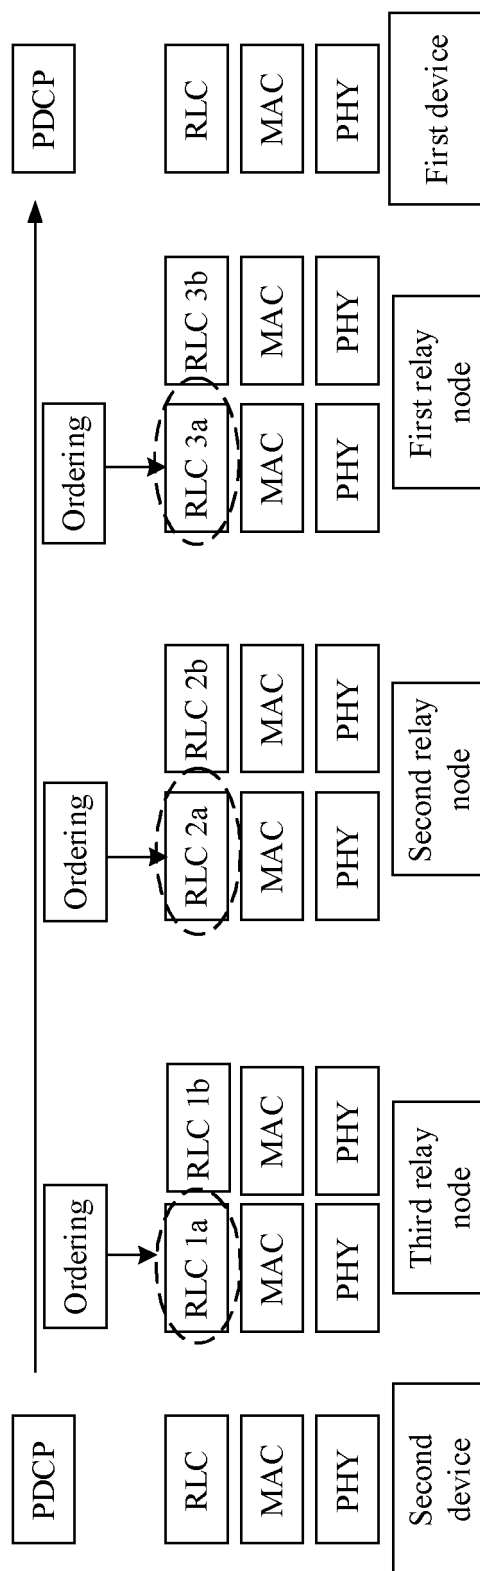 PDCP
PDCP
Ordering
Ordering
Ordering
RLC
RLC 1a
RLC 1b
RLC 2a
RLC 2b
RLC 3a
RLC 3b
RLC
MAC
MAC
MAC
MAC
MAC
MAC
MAC
MAC
PHY
PHY
PHY
PHY
PHY
PHY
PHY
PHY
Second
device
Third relay
node
Second relay
node
First relay
node
First device